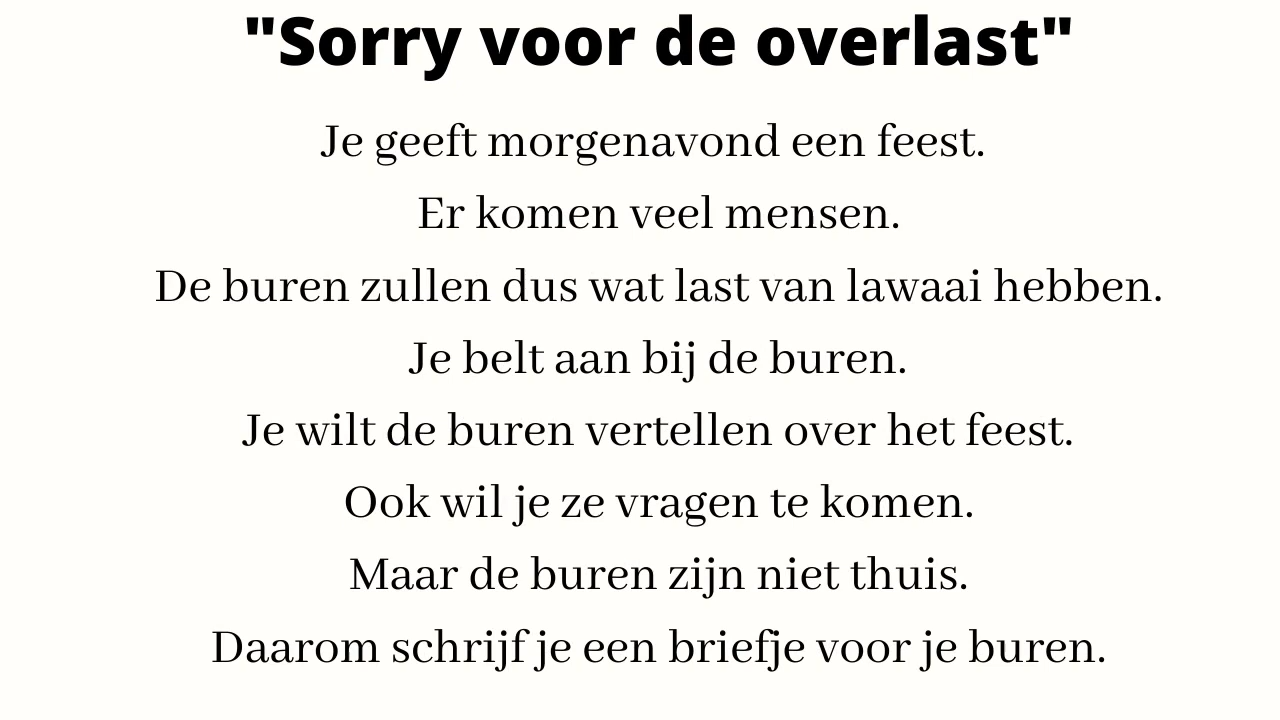 "Sorry voor de overlast"
Je geeft morgenavond een feest.
Er komen veel mensen.
De buren zullen dus wat last van lawaai hebben.
Je belt aan bij de buren.
Je wilt de buren vertellen over het feest.
Ook wil je ze vragen te komen.
Maar de buren zijn niet thuis.
Daarom schrijf je een briefje voor je buren.